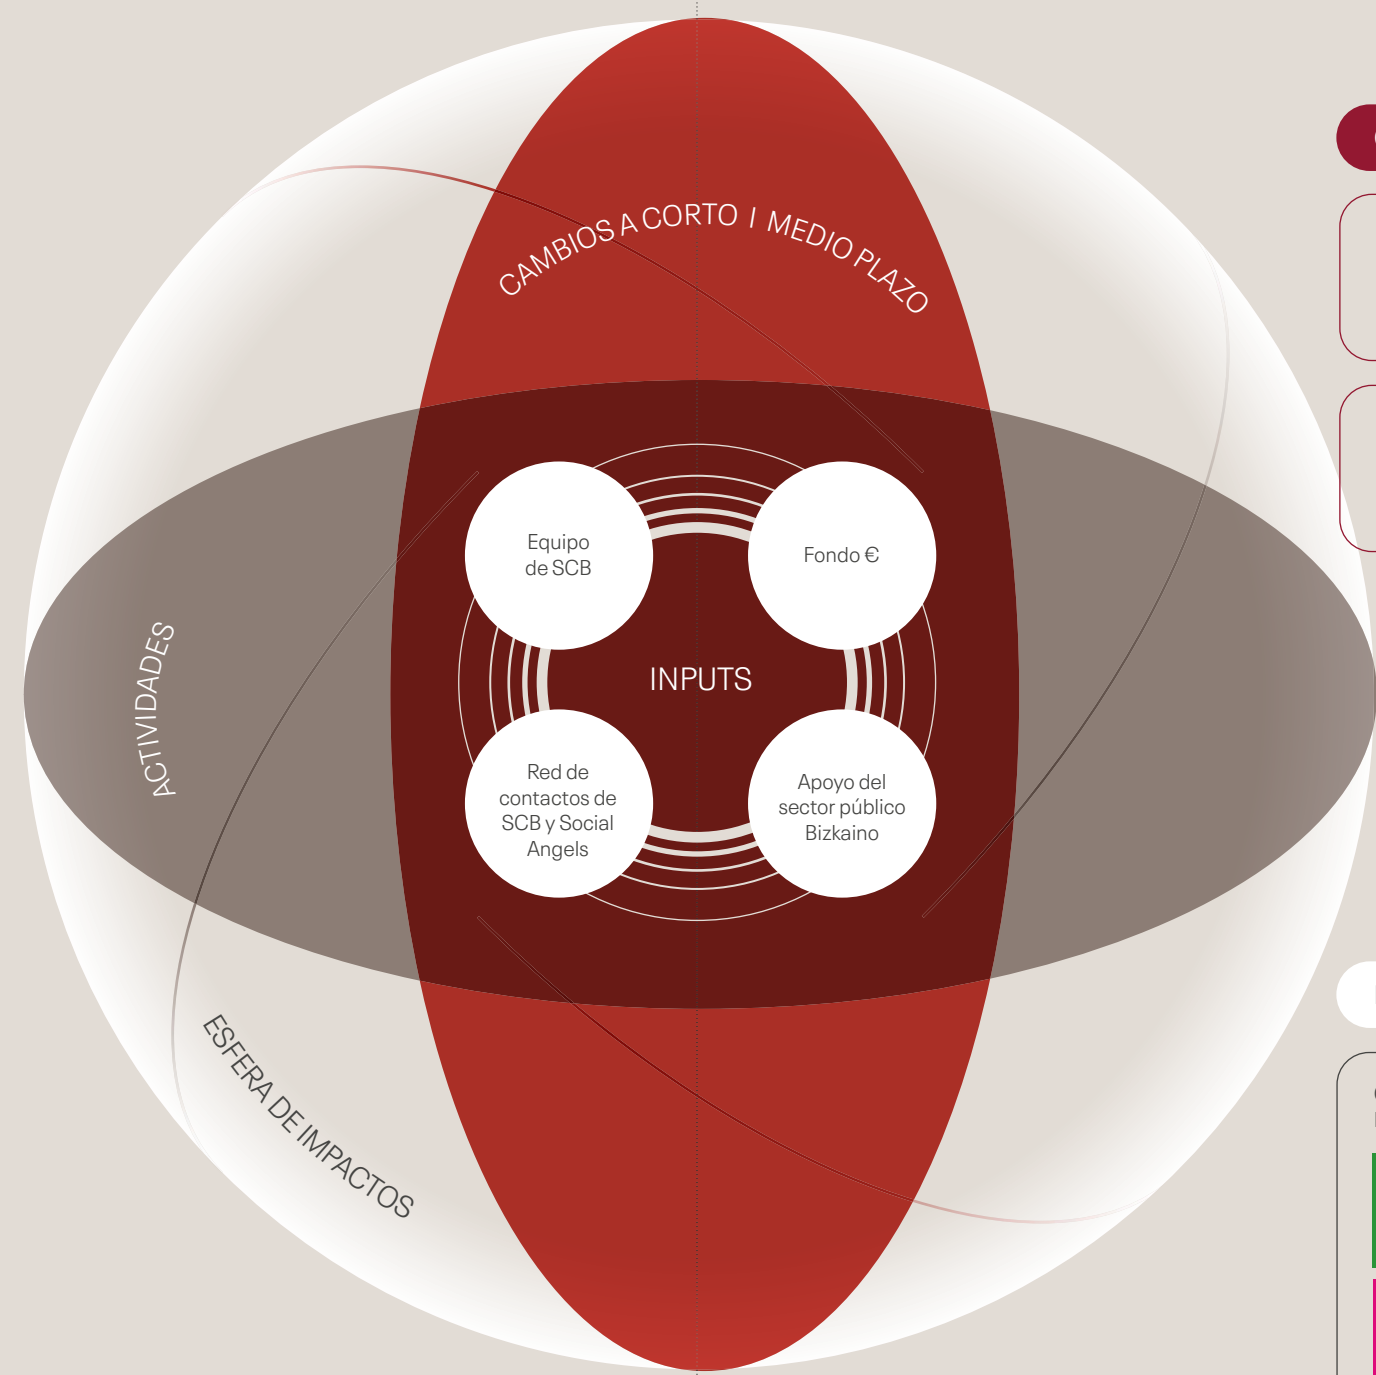 CAMBIOS A CORTO I MEDIO PLAZO
Equipo
de SCB
Fondo €
ACTIVIDADES
INPUTS
Red de
contactos de
SCB y Social
Angels
Apoyo del
sector público
Bizkaino
ESFERA DE IMPACTOS